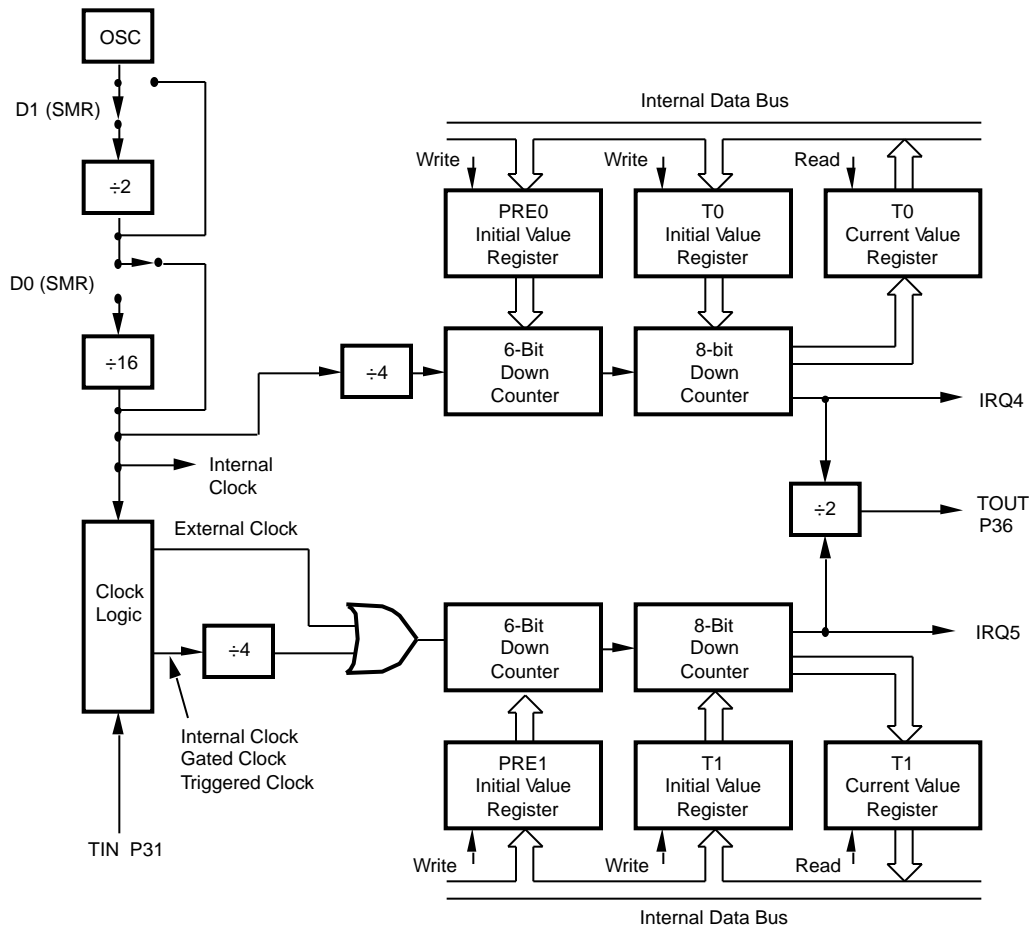 OSC
D1 (SMR)
÷2
D0 (SMR)
÷16
Internal Data Bus
Write
Write
Read
PRE0
Initial Value
Register
T0
Initial Value
Register
T0
Current Value
Register
÷4
6-Bit
Down
Counter
8-bit
Down
Counter
IRQ4
Internal
Clock
÷2
TOUT
P36
External Clock
Clock
Logic
÷4
6-Bit
Down
Counter
8-Bit
Down
Counter
IRQ5
Internal Clock
Gated Clock
Triggered Clock
PRE1
Initial Value
Register
T1
Initial Value
Register
T1
Current Value
Register
TIN P31
Write
Write
Read
Internal Data Bus